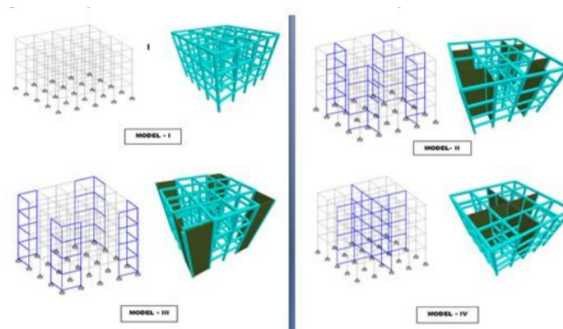 I
MODEL - I
MODEL- II
MODEL - III
MODEL - IV